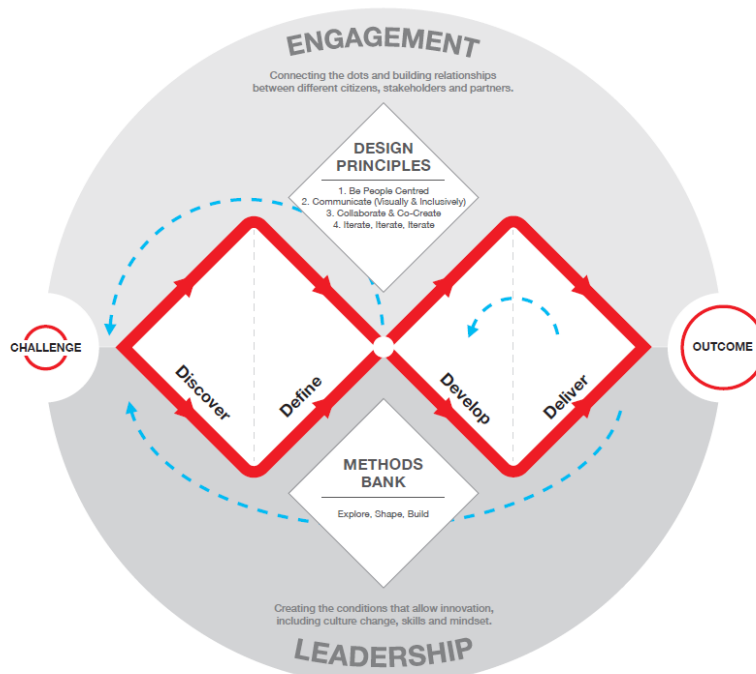 ENGAGEMENT
Connecting the dots and building relationships
between different citizens, stakeholders and partners.
DESIGN
PRINCIPLES
1. Be People Centred
2. Communicate (Visually & Inclusively)
3. Collaborate & Co-Create
4. Iterate, Iterate, Iterate
CHALLENGE
OUTCOME
Discover
Define
Develop
Deliver
METHODS
BANK
Explore, Shape, Build
Creating the conditions that allow innovation,
including culture change, skills and mindset.
LEADERSHIP